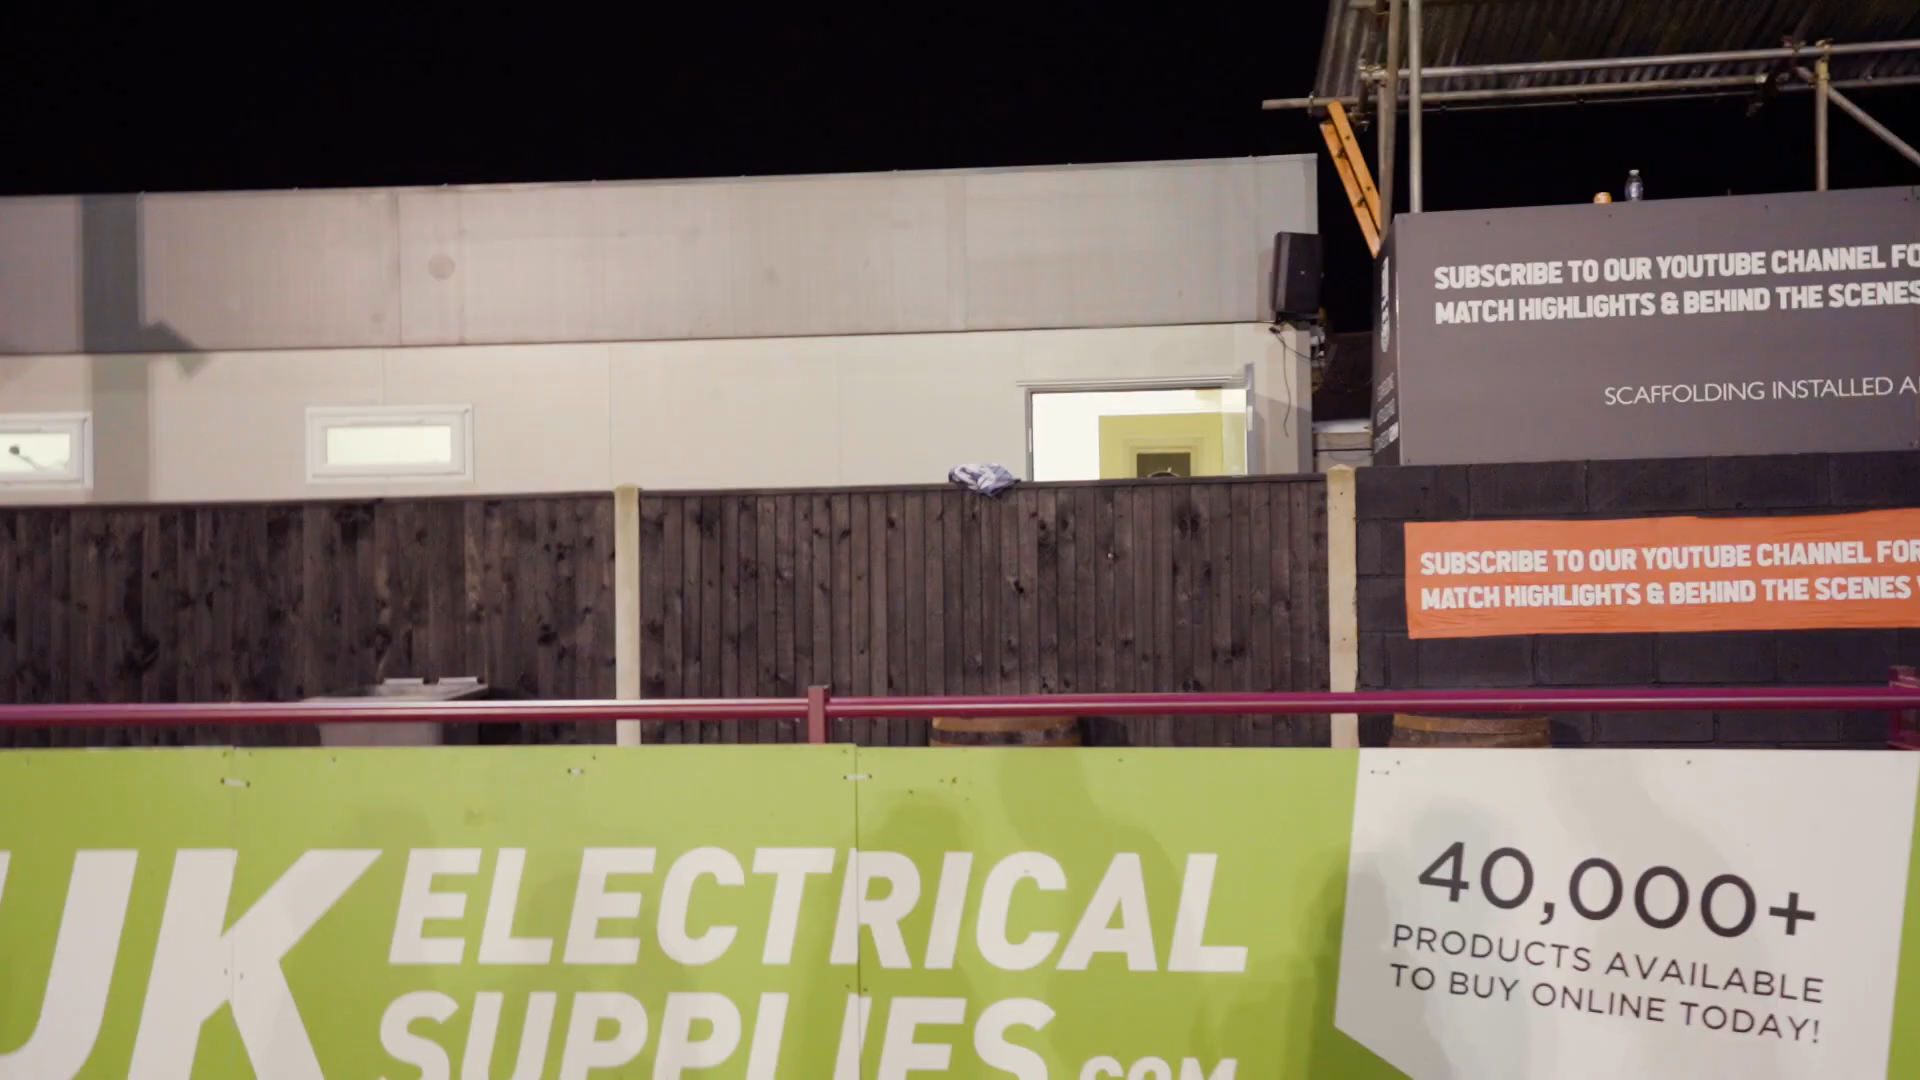 SUBSCRIBE TO OUR YOUTUBE CHANNEL FO
MATCH HIGHLIGHTS & BEHIND THE SCENES
SCAFFOLDING INSTALLED A
SUBSCRIBE TO OUR YOUTUBE CHANNEL FOR
MATCH HIGHLIGHTS & BEHIND THE SCENES
UK ELECTRICAL
SUPPLIES.COM
40,000+
PRODUCTS AVAILABLE
TO BUY ONLINE TODAY!